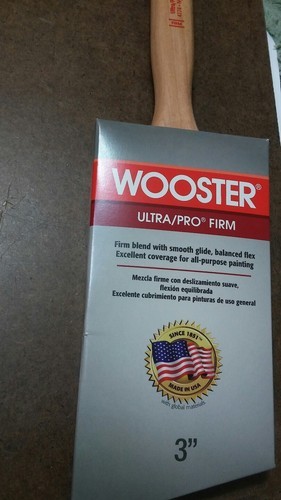 WOOSTER®
ULTRA/PRO® FIRM
Firm blend with smooth glide, balanced flex
Excellent coverage for all-purpose painting
Mezcla firme con deslizamiento suave,
flexión equilibrada
Excelente cubrimiento para pinturas de uso general
SINCE 1851™
MADE IN USA
with global materials
3"